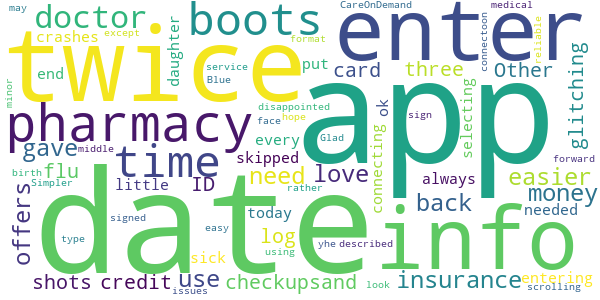 may
doctor
boots
CareOnDemand
medical
crashes
except
format
twice
enter
connectoon
reliable
daughter
end
service
Blue
put
card
three
Other
glitching
minor
disappointed
app
pharmacy
face
sign
selecting
ok
gave
middle
time
skipped
every
connecting
love
always
easier
forward
birth
flu
ID
need
Glad
hope
back
money
Simpler
little
rather
date
info
needed
offers
signed
today
easy
log
using
yhe
described
type
sick
shots
credit
use
checkupsand
insurance
entering
issues
look
scrolling